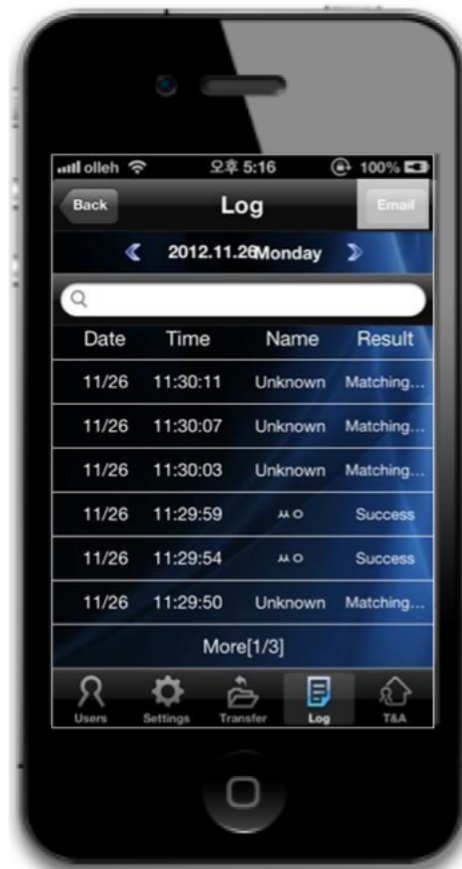 olleh 오후 5:16 100%
Back Log Email
2012.11.26Monday
Date Time Name Result
11/26 11:30:11 Unknown Matching...
11/26 11:30:07 Unknown Matching...
11/26 11:30:03 Unknown Matching...
11/26 11:29:59 Success
11/26 11:29:54 Success
11/26 11:29:50 Unknown Matching...
More[1/3]
Users Settings Transfer Log T&A